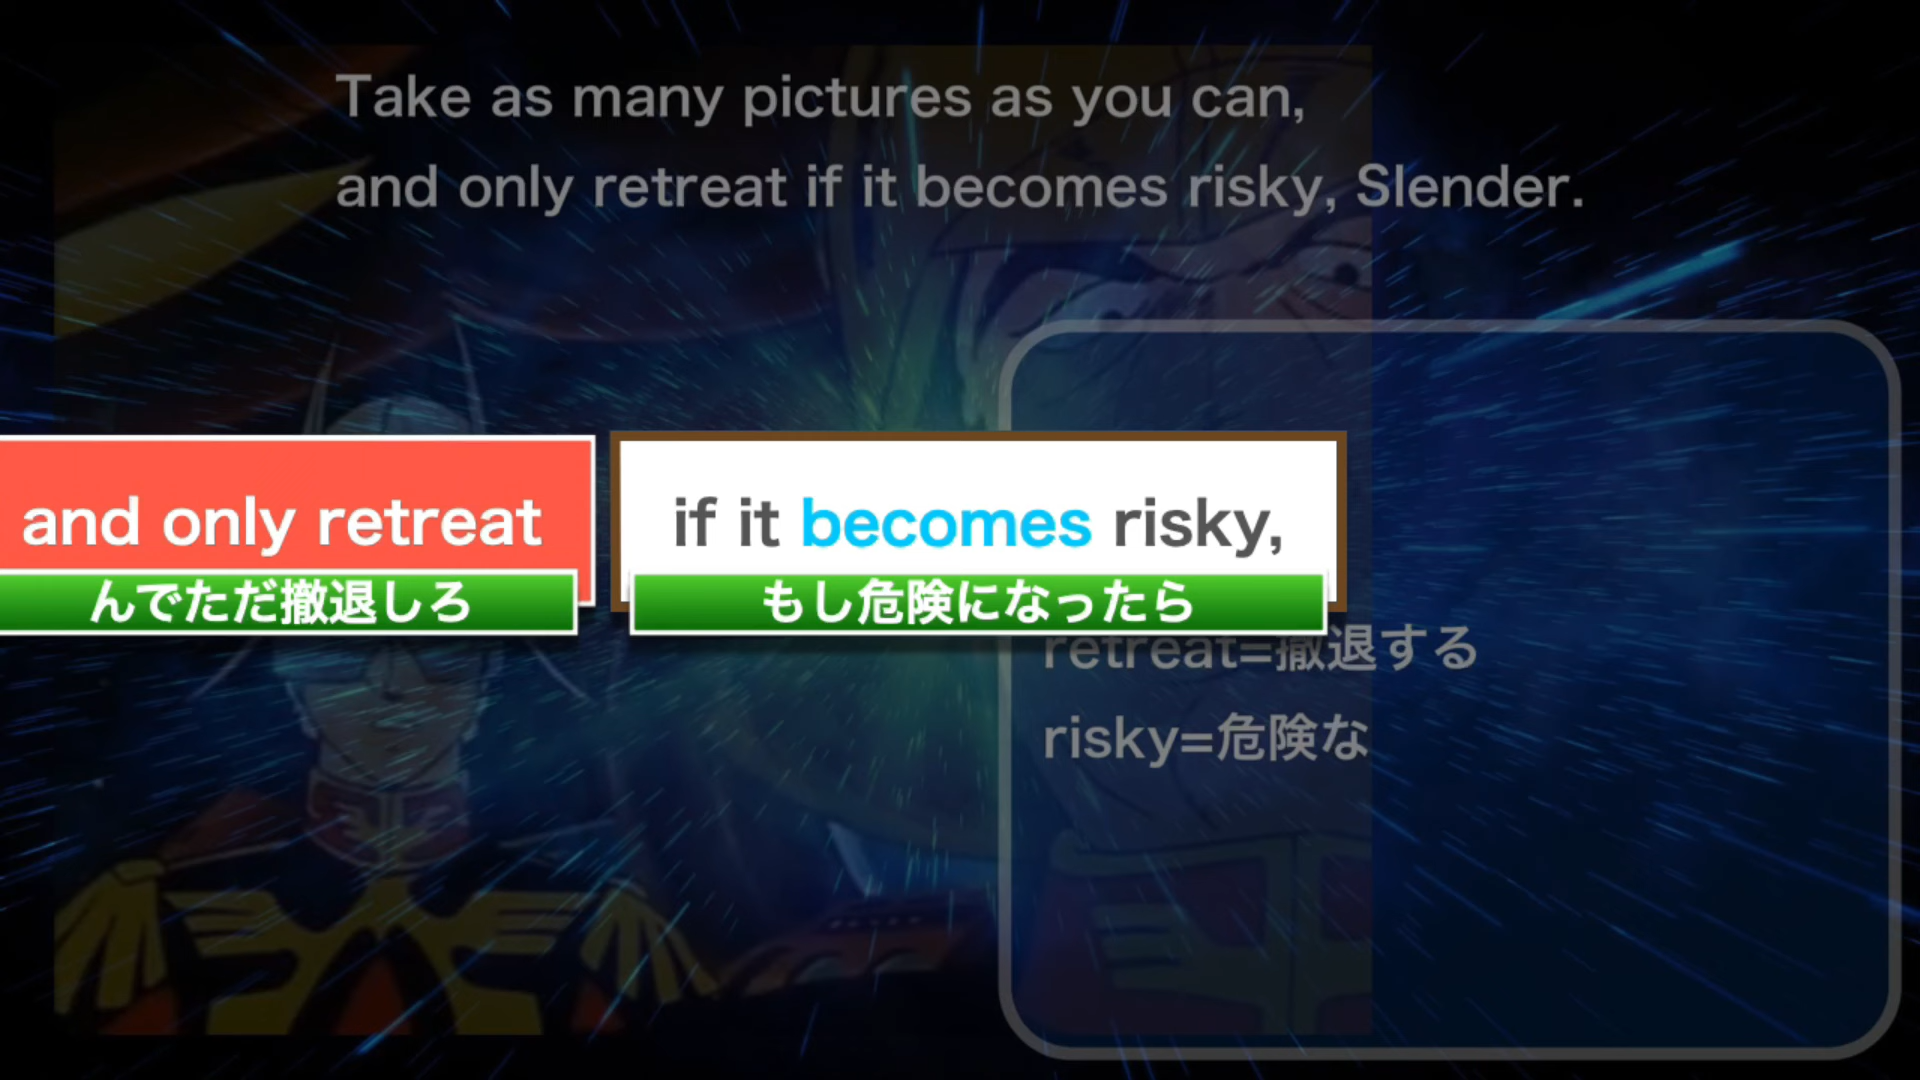 Take as many pictures as you can,
and only retreat if it becomes risky, Slender.
and only retreat
んでただ撤退しろ
if it becomes risky,
もし危険になったら
retreat=撤退する
risky=危険な